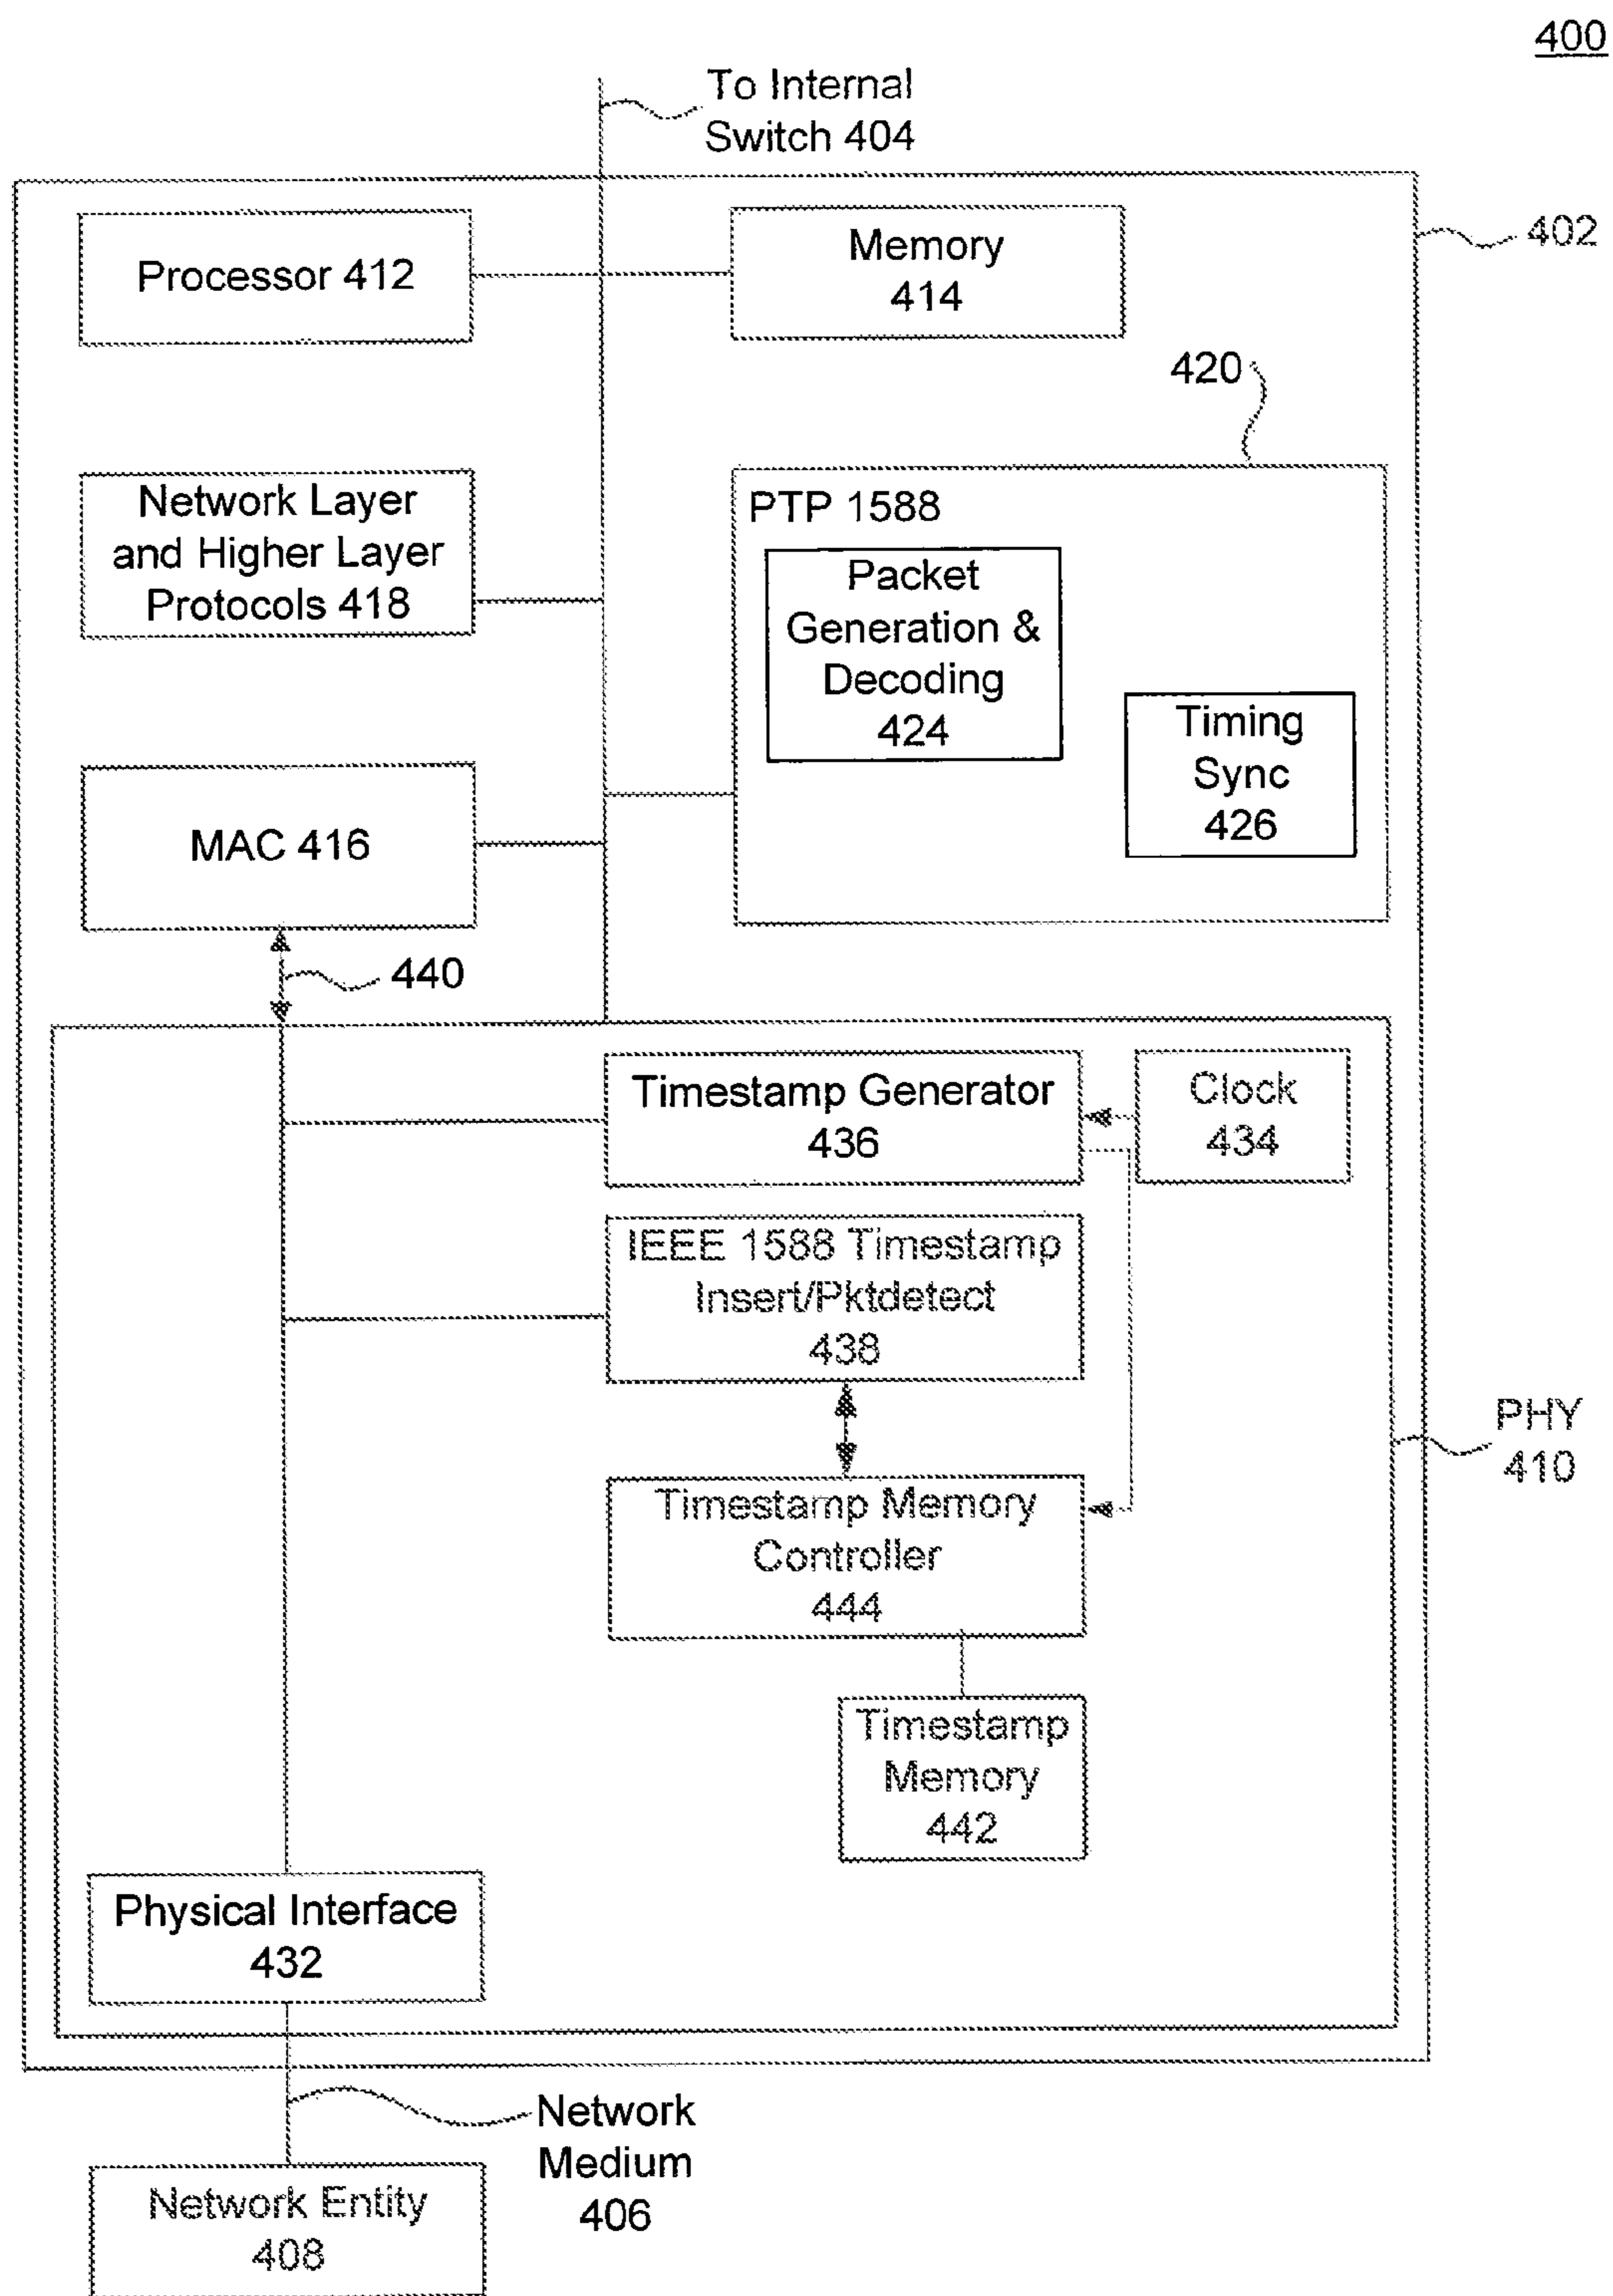 400
To Internal
Switch 404
402
Processor 412
Memory
414
420
Network Layer
and Higher Layer
Protocols 418
PTP 1588
Packet
Generation &
Decoding
424
Timing
Sync
426
MAC 416
440
Timestamp Generator
436
Clock
434
IEEE 1588 Timestamp
Insert/Pktdetect
438
PHY
410
Timestamp Memory
Controller
444
Timestamp
Memory
442
Physical Interface
432
Network
Medium
406
Network Entity
408